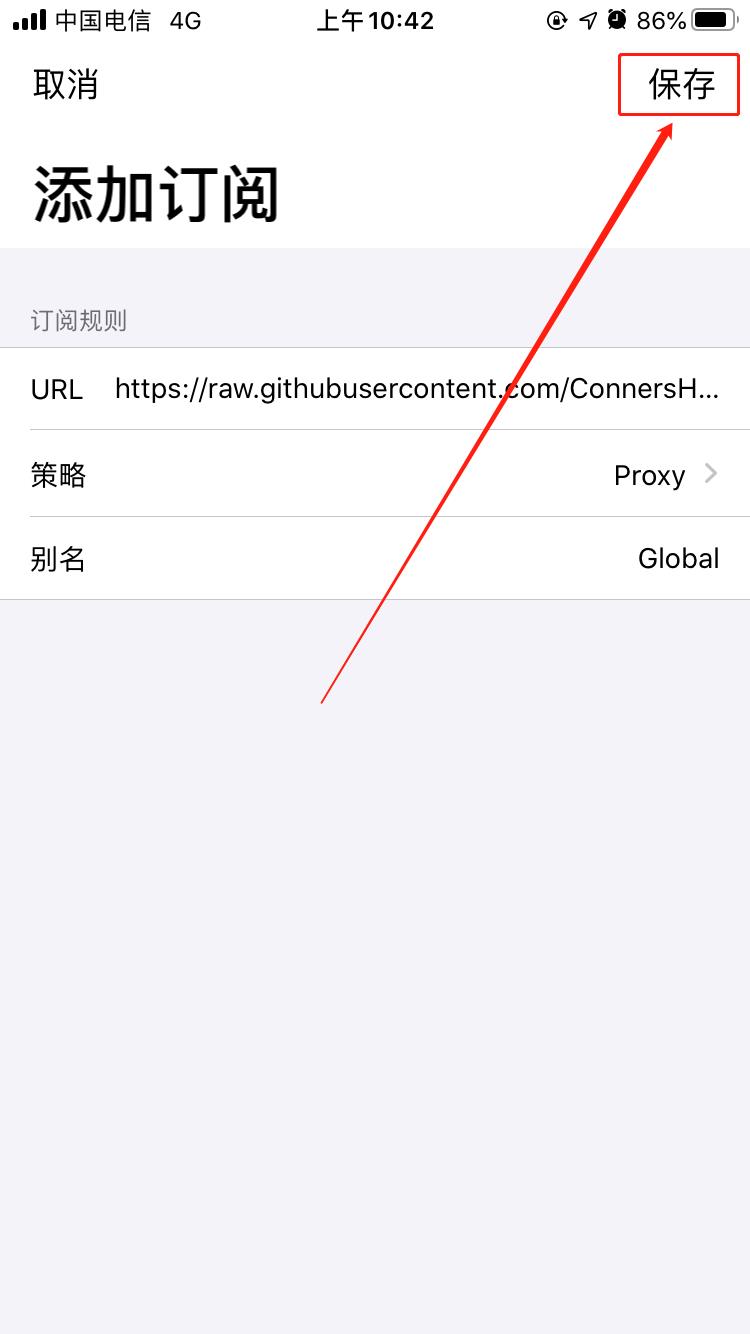 中国电信 4G 上午10:42 86%
取消 保存
添加订阅
订阅规则
URL https://raw.githubusercontent.com/ConnersH...
策略 Proxy
别名 Global